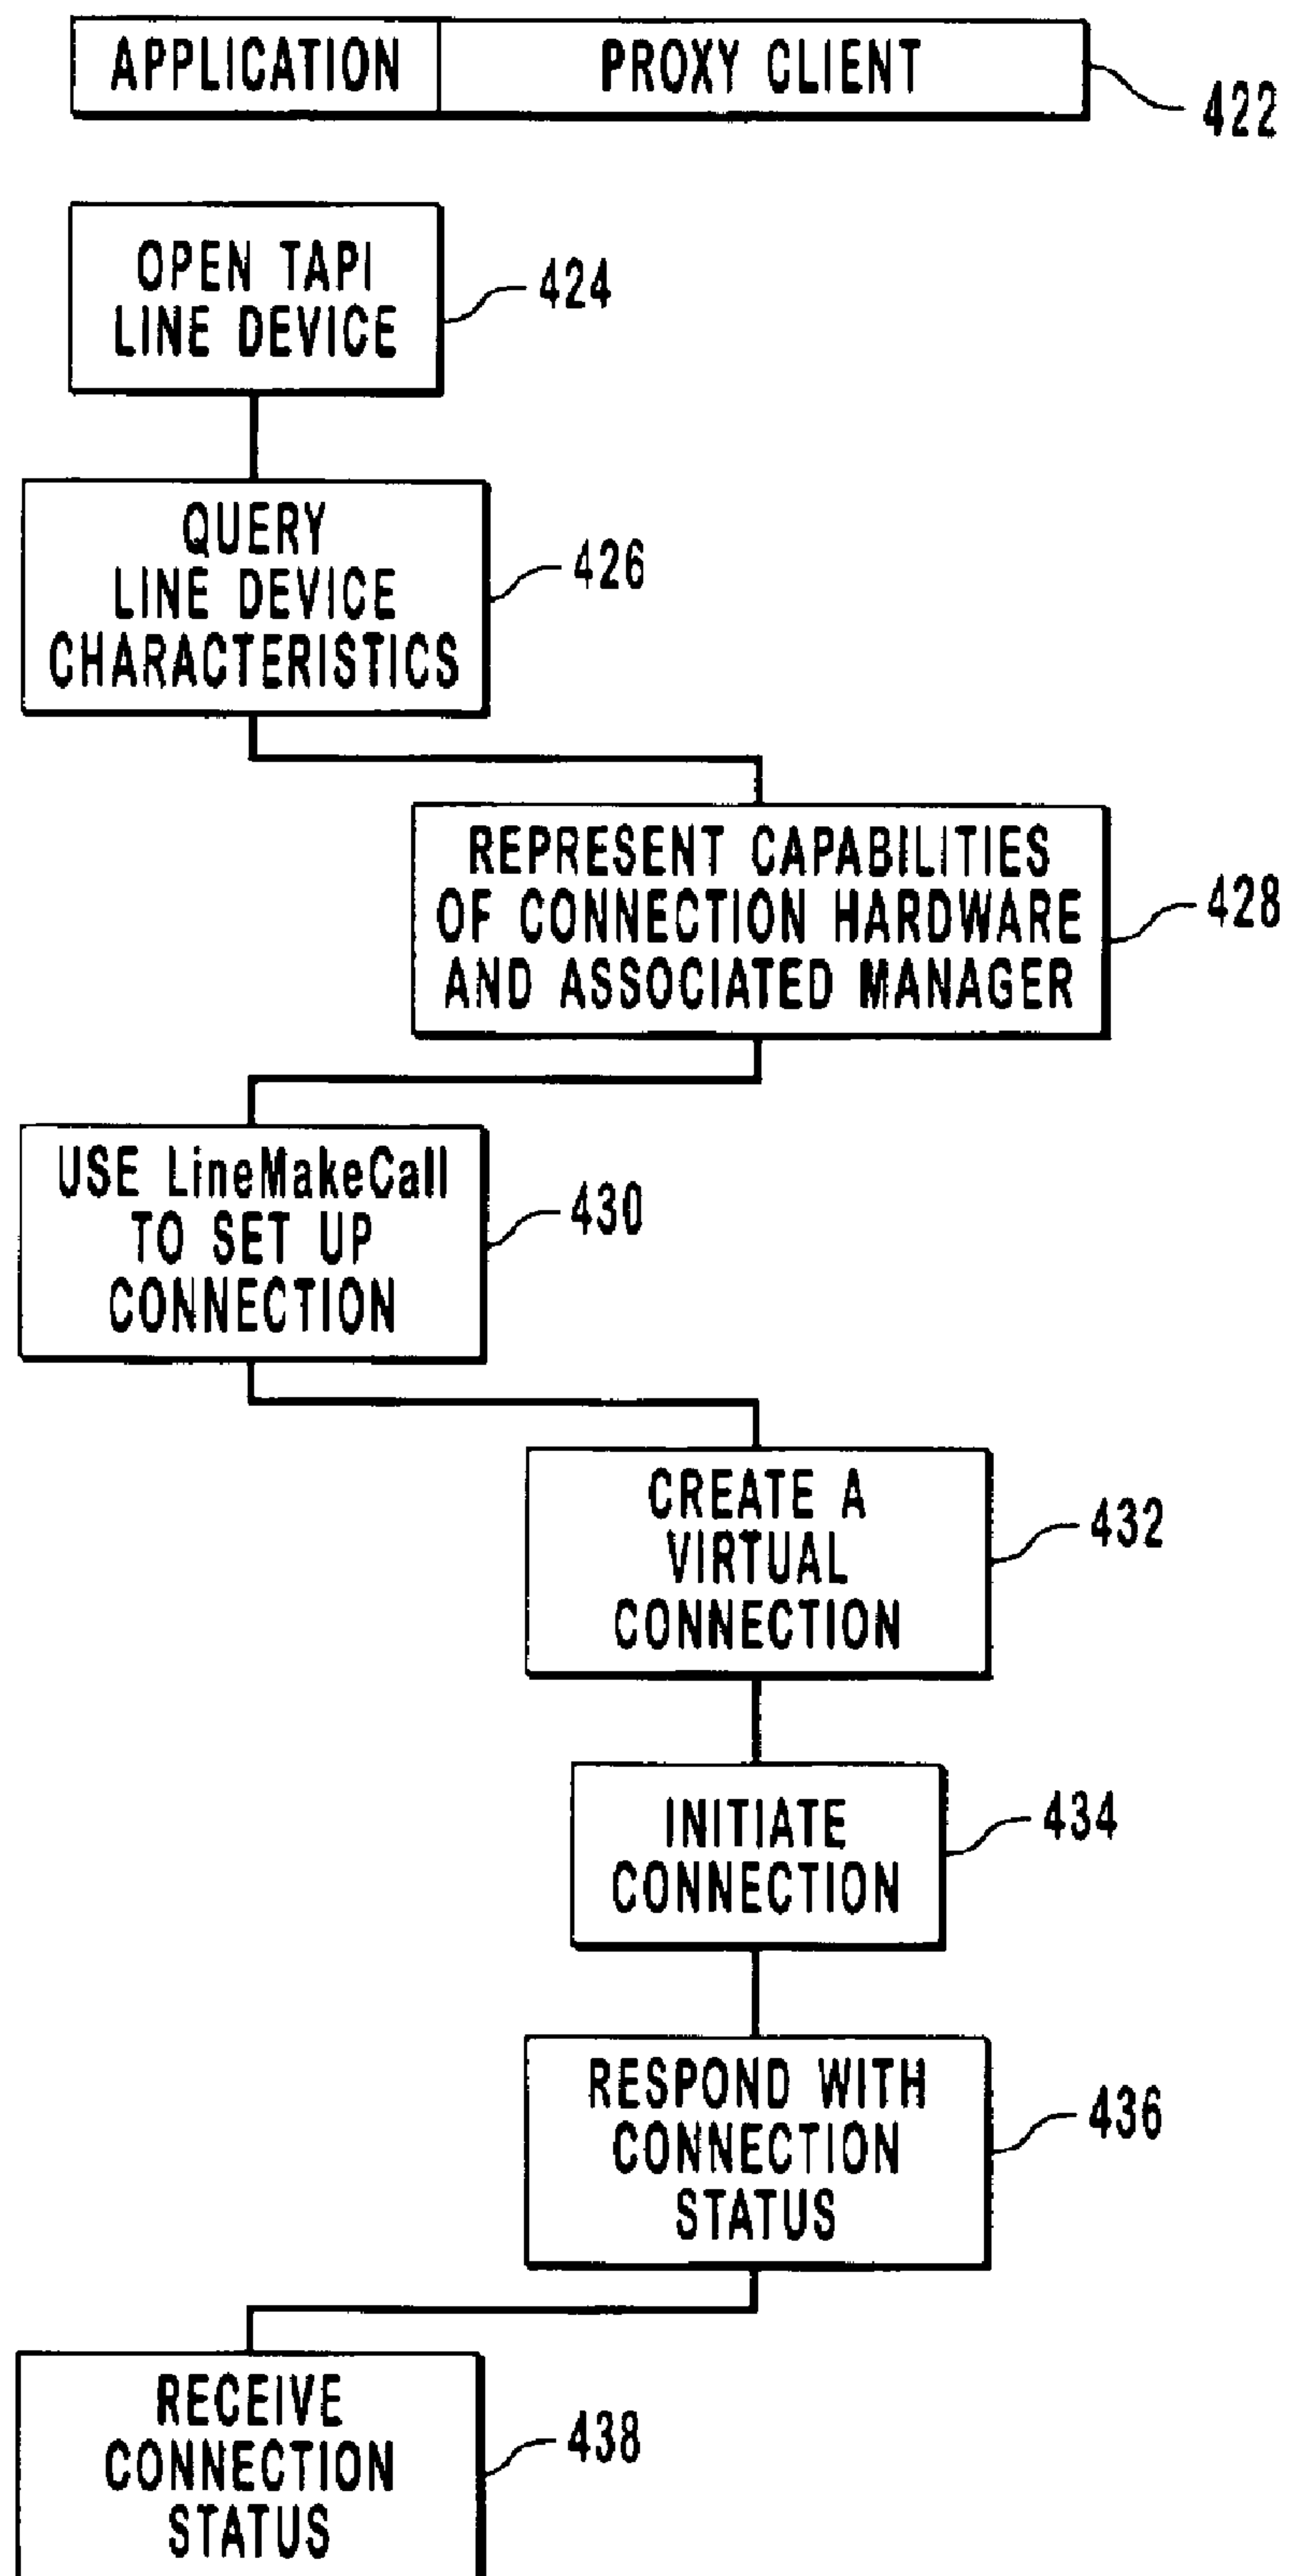 APPLICATION PROXY CLIENT
422
OPEN TAPI
LINE DEVICE
424
QUERY
LINE DEVICE
CHARACTERISTICS
426
REPRESENT CAPABILITIES
OF CONNECTION HARDWARE
AND ASSOCIATED MANAGER
428
USE LineMakeCall
TO SET UP
CONNECTION
430
CREATE A
VIRTUAL
CONNECTION
432
INITIATE
CONNECTION
434
RESPOND WITH
CONNECTION
STATUS
436
RECEIVE
CONNECTION
STATUS
438